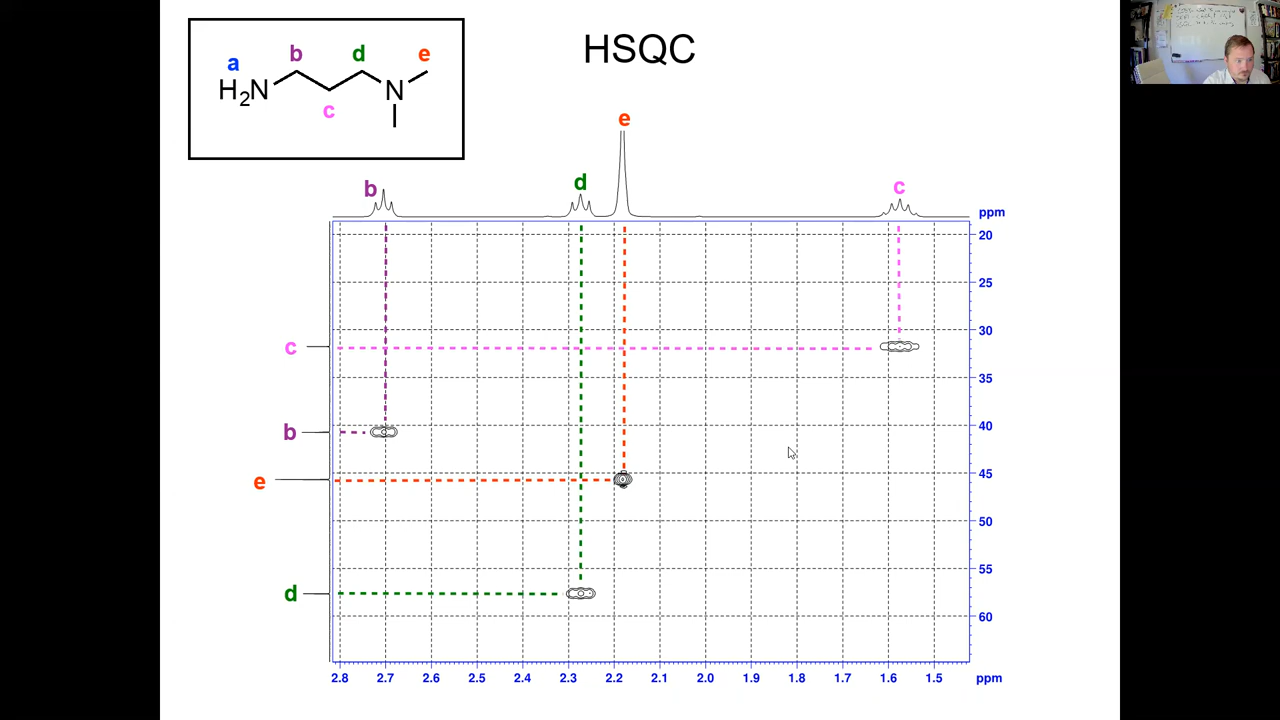 HSQC
b d e
a
H2N N
c
e
b d c
ppm
20
25
30
c
35
40
b
45
e
50
55
d
60
2.8 2.7 2.6 2.5 2.4 2.3 2.2 2.1 2.0 1.9 1.8 1.7 1.6 1.5 ppm